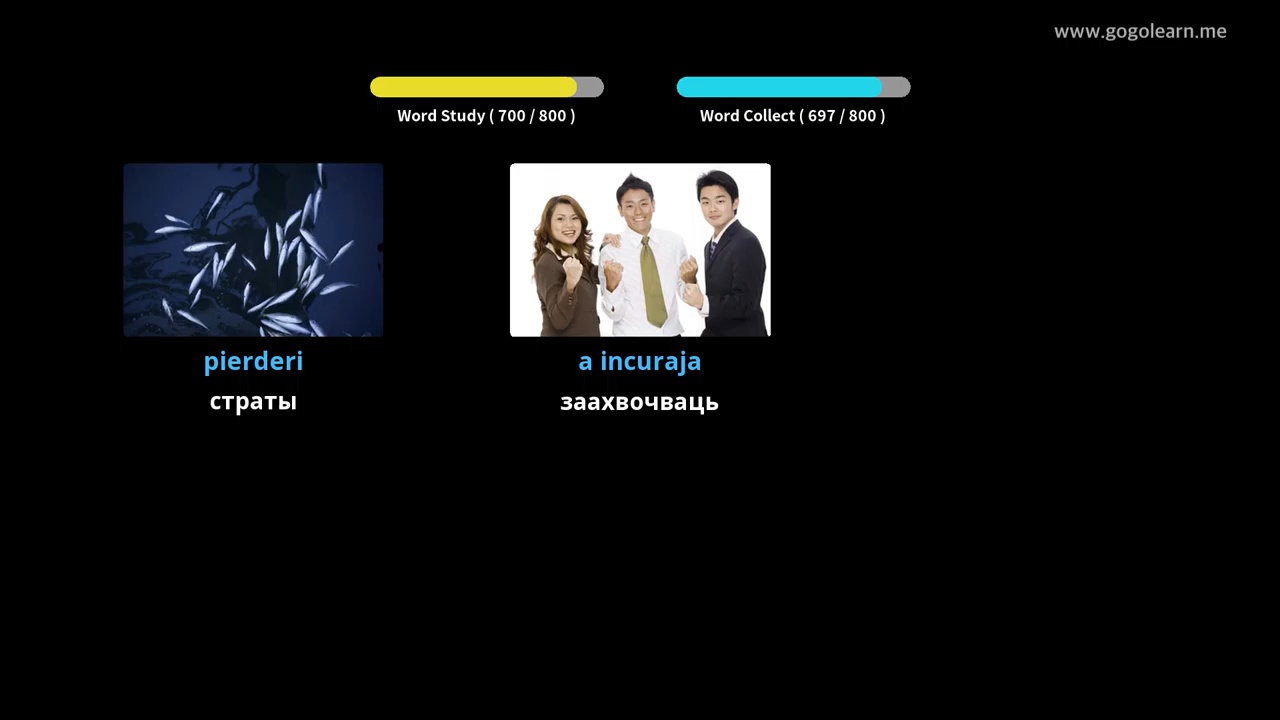 www.gogolearn.me
Word Study ( 700 / 800 )
Word Collect ( 697 / 800 )
pierderi
a incuraja
страты
заахвочваць